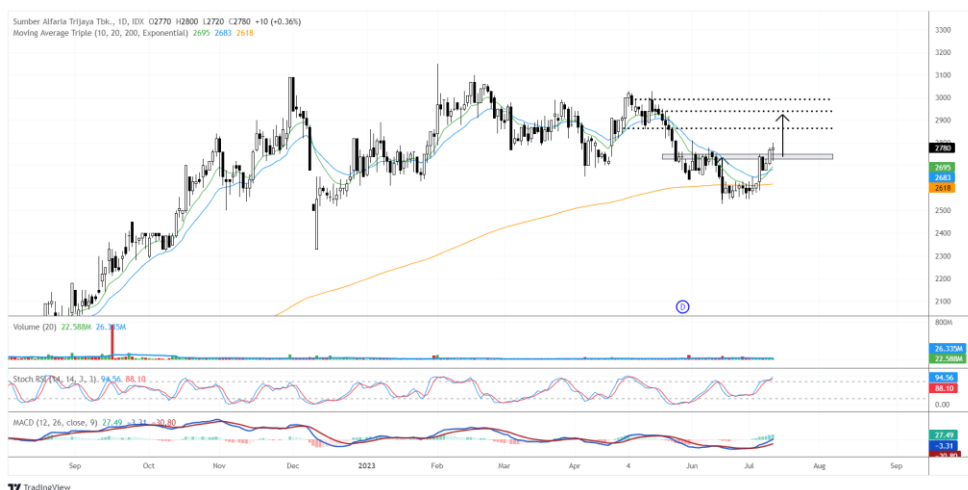 Sumber Alfaria Trijaya Tbk., 1D, IDX O2770 H2800 L2720 C2780 +10 (+0.36%)
Moving Average Triple (10, 20, 200, Exponential) 2695 2683 2618
3300
3200
3100
3000
2900
2800
2780
2695
2683
2618
2500
2400
2300
2200
2100
D
Volume (20) 22.588M 26.335M
800M
26.335M
22.588M
Stoch RSI (14, 14, 3, 3) 94.56 88.10
94.56
88.10
0.00
MACD (12, 26, close, 9) 27.49 −3.31 −30.80
27.49
−3.31
−30.80
Sep Oct Nov Dec 2023 Feb Mar Apr 4 Jun Jul Aug Sep
TradingView